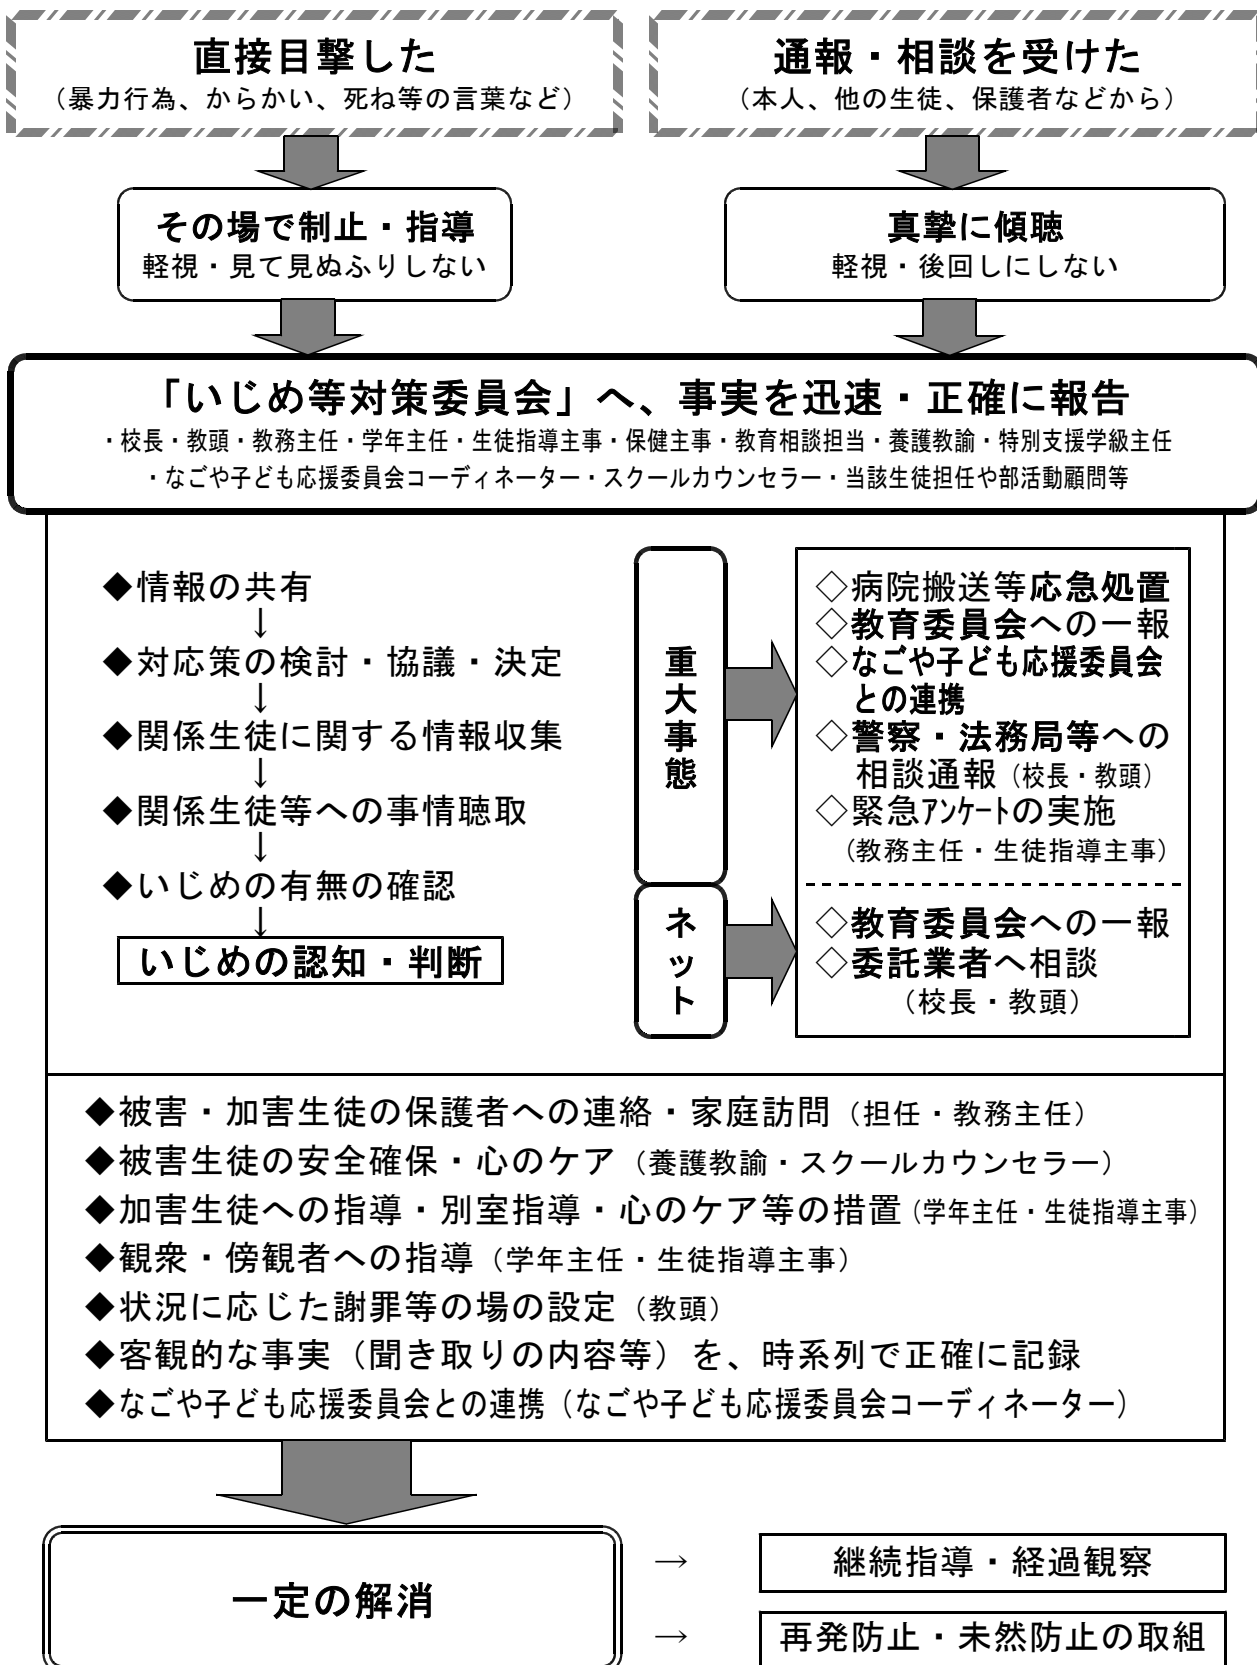 直接目撃した
（暴力行為、からかい、死ね等の言葉など）
通報・相談を受けた
（本人、他の生徒、保護者などから）
その場で制止・指導
軽視・見て見ぬふりしない
真摯に傾聴
軽視・後回しにしない
「いじめ等対策委員会」へ、事実を迅速・正確に報告
・校長・教頭・教務主任・学年主任・生徒指導主事・保健主事・教育相談担当・養護教諭・特別支援学級主任
・なごや子ども応援委員会コーディネーター・スクールカウンセラー・当該生徒担任や部活動顧問等
◆情報の共有
↓
◆対応策の検討・協議・決定
↓
◆関係生徒に関する情報収集
↓
◆関係生徒等への事情聴取
↓
◆いじめの有無の確認
↓
いじめの認知・判断
重大事態
◇病院搬送等応急処置
◇教育委員会への一報
◇なごや子ども応援委員会
との連携
◇警察・法務局等への
相談通報（校長・教頭）
◇緊急アンケートの実施
（教務主任・生徒指導主事）
ネット
◇教育委員会への一報
◇委託業者へ相談
（校長・教頭）
◆被害・加害生徒の保護者への連絡・家庭訪問（担任・教務主任）
◆被害生徒の安全確保・心のケア（養護教諭・スクールカウンセラー）
◆加害生徒への指導・別室指導・心のケア等の措置（学年主任・生徒指導主事）
◆観衆・傍観者への指導（学年主任・生徒指導主事）
◆状況に応じた謝罪等の場の設定（教頭）
◆客観的な事実（聞き取りの内容等）を、時系列で正確に記録
◆なごや子ども応援委員会との連携（なごや子ども応援委員会コーディネーター）
一定の解消
→ 継続指導・経過観察
→ 再発防止・未然防止の取組